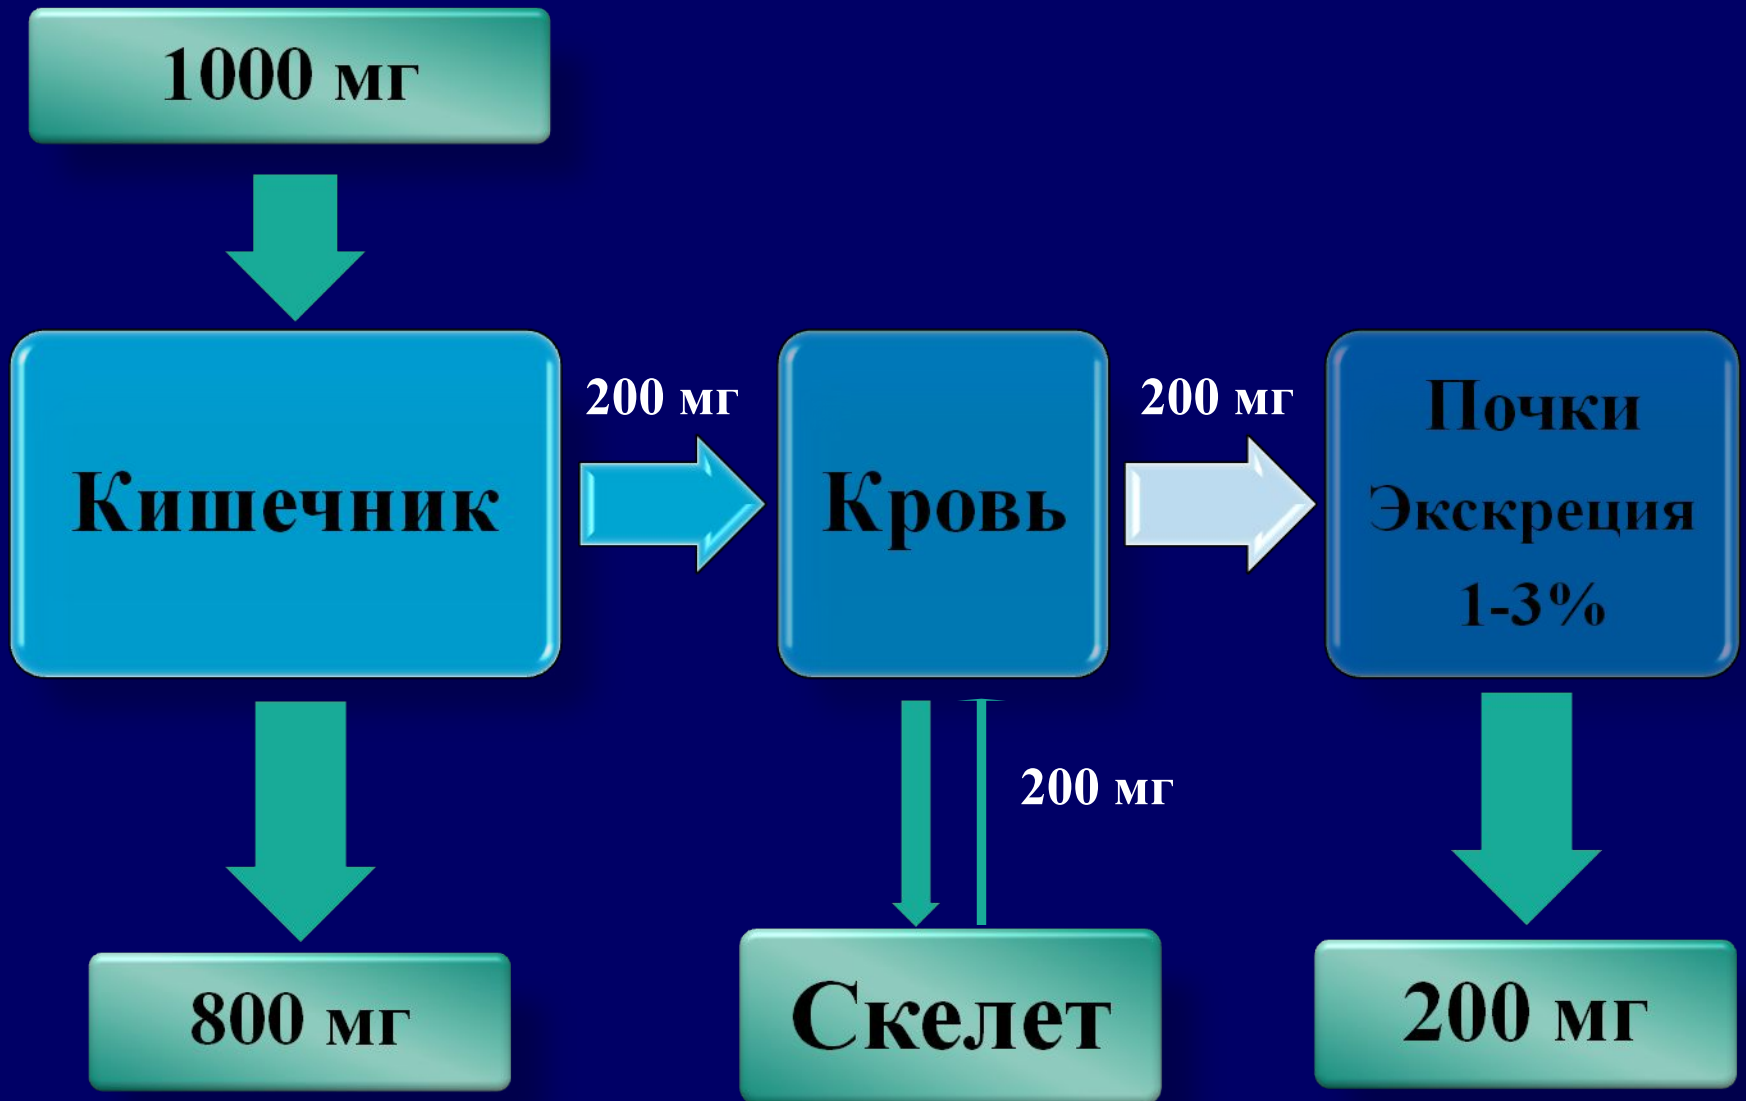 1000 мг
Кишечник
200 мг
Кровь
200 мг
Почки
Экскреция
1-3%
200 мг
800 мг
Скелет
200 мг